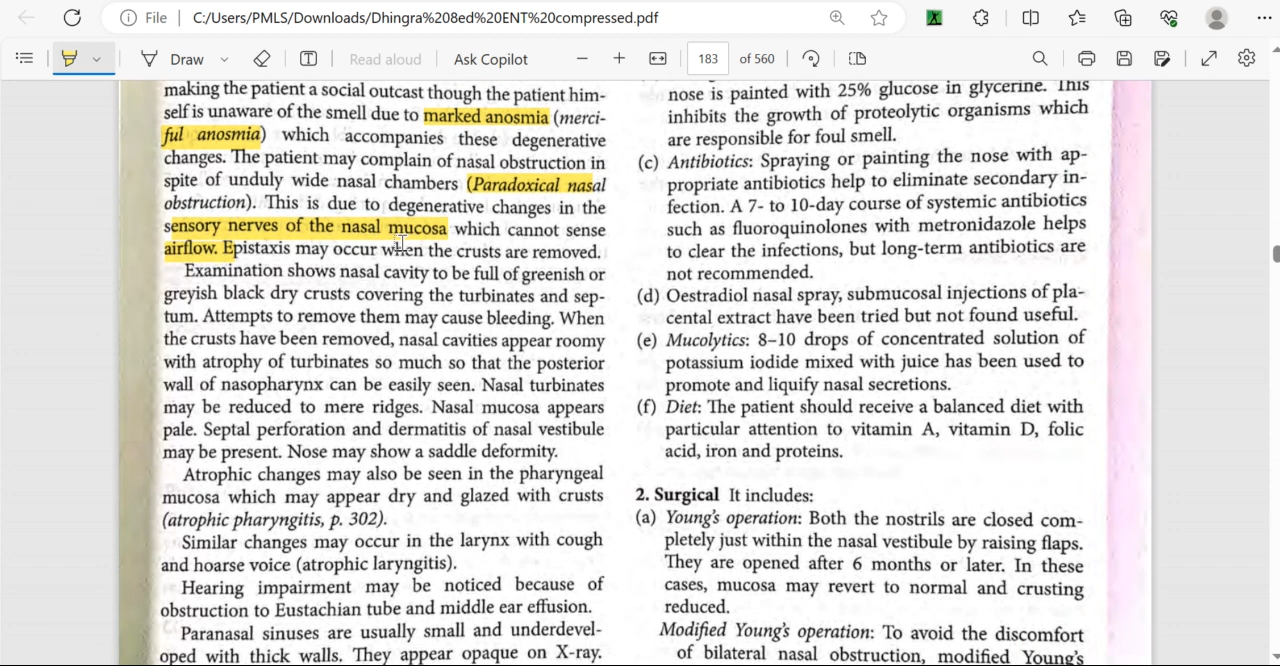 File
C:/Users/PMLS/Downloads/Dhingra%208ed%20ENT%20compressed.pdf
Draw
Read aloud
Ask Copilot
183
of 560
making the patient a social outcast though the patient him-
self is unaware of the smell due to marked anosmia (merci-
ful anosmia) which accompanies these degenerative
changes. The patient may complain of nasal obstruction in
spite of unduly wide nasal chambers (Paradoxical nasal
obstruction). This is due to degenerative changes in the
sensory nerves of the nasal mucosa which cannot sense
airflow. Epistaxis may occur when the crusts are removed.
Examination shows nasal cavity to be full of greenish or
greyish black dry crusts covering the turbinates and sep-
tum. Attempts to remove them may cause bleeding. When
the crusts have been removed, nasal cavities appear roomy
with atrophy of turbinates so much so that the posterior
wall of nasopharynx can be easily seen. Nasal turbinates
may be reduced to mere ridges. Nasal mucosa appears
pale. Septal perforation and dermatitis of nasal vestibule
may be present. Nose may show a saddle deformity.
Atrophic changes may also be seen in the pharyngeal
mucosa which may appear dry and glazed with crusts
(atrophic pharyngitis, p. 302).
Similar changes may occur in the larynx with cough
and hoarse voice (atrophic laryngitis).
Hearing impairment may be noticed because of
obstruction to Eustachian tube and middle ear effusion.
Paranasal sinuses are usually small and underdevel-
oped with thick walls. They appear opaque on X-ray.
nose is painted with 25% glucose in glycerine. This
inhibits the growth of proteolytic organisms which
are responsible for foul smell.
(c) Antibiotics: Spraying or painting the nose with ap-
propriate antibiotics help to eliminate secondary in-
fection. A 7- to 10-day course of systemic antibiotics
such as fluoroquinolones with metronidazole helps
to clear the infections, but long-term antibiotics are
not recommended.
(d) Oestradiol nasal spray, submucosal injections of pla-
cental extract have been tried but not found useful.
(e) Mucolytics: 8–10 drops of concentrated solution of
potassium iodide mixed with juice has been used to
promote and liquify nasal secretions.
(f) Diet: The patient should receive a balanced diet with
particular attention to vitamin A, vitamin D, folic
acid, iron and proteins.
2. Surgical It includes:
(a) Young's operation: Both the nostrils are closed com-
pletely just within the nasal vestibule by raising flaps.
They are opened after 6 months or later. In these
cases, mucosa may revert to normal and crusting
reduced.
Modified Young's operation: To avoid the discomfort
of bilateral nasal obstruction, modified Young's